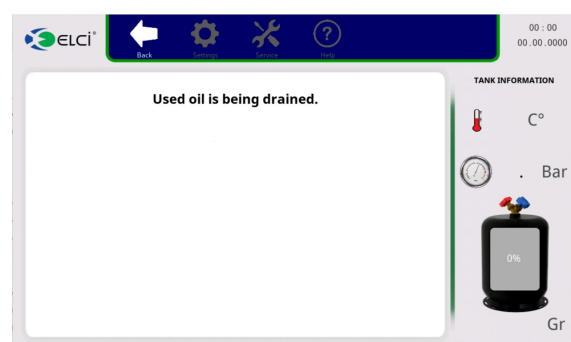 ELCi
Back
Settings
Service
Help
00 : 00
00 . 00 . 0000
Used oil is being drained.
TANK INFORMATION
C°
. Bar
0%
Gr